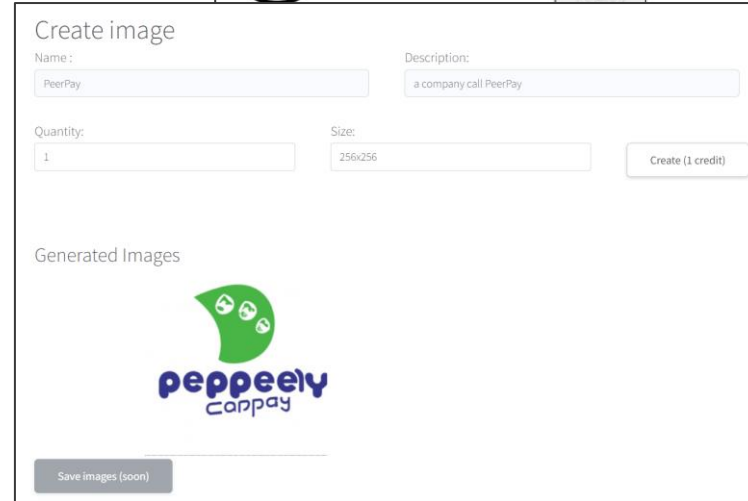 Create image
Name :
Description:
PeerPay
a company call PeerPay
Quantity:
Size:
1
256x256
Create (1 credit)
Generated Images
peppeely
Canpay
Save images (soon)